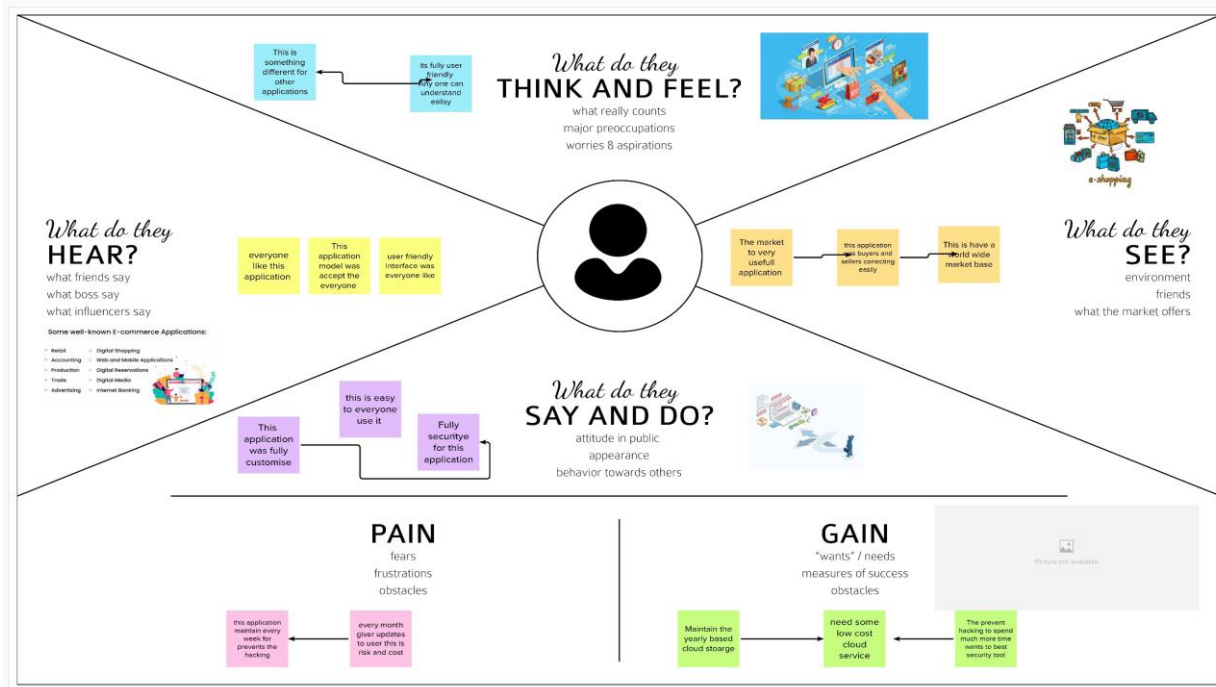 This is
something
different for
other
applications
its fully user
friendly
Any one can
understand
ealisy
What do they
THINK AND FEEL?
what really counts
major preoccupations
worries & aspirations
e-shopping
What do they
HEAR?
what friends say
what boss say
what influencers say
everyone
like this
application
This
application
model was
accept the
everyone
user friendly
interface was
everyone like
The market
to very
usefull
application
this application
was buyers and
sellers conecting
easily
This is have a
world wide
market base
What do they
SEE?
environment
friends
what the market offers
Some well-known E-commerce Applications:
Retail
Accounting
Production
Trade
Advertising
Digital Shopping
Web and Mobile Applications
Digital Reservations
Digital Media
Internet Banking
This
application
was fully
customise
this is easy
to everyone
use it
Fully
securitye
for this
application
What do they
SAY AND DO?
attitude in public
appearance
behavior towards others
PAIN
fears
frustrations
obstacles
this application
maintain every
week for
prevents the
hacking
every month
giver updates
to user this is
risk and cost
GAIN
“wants” / needs
measures of success
obstacles
Picture not available
Maintain the
yearly based
cloud stoarge
need some
low cost
cloud
service
The prevent
hacking to spend
much more time
wants to best
security tool